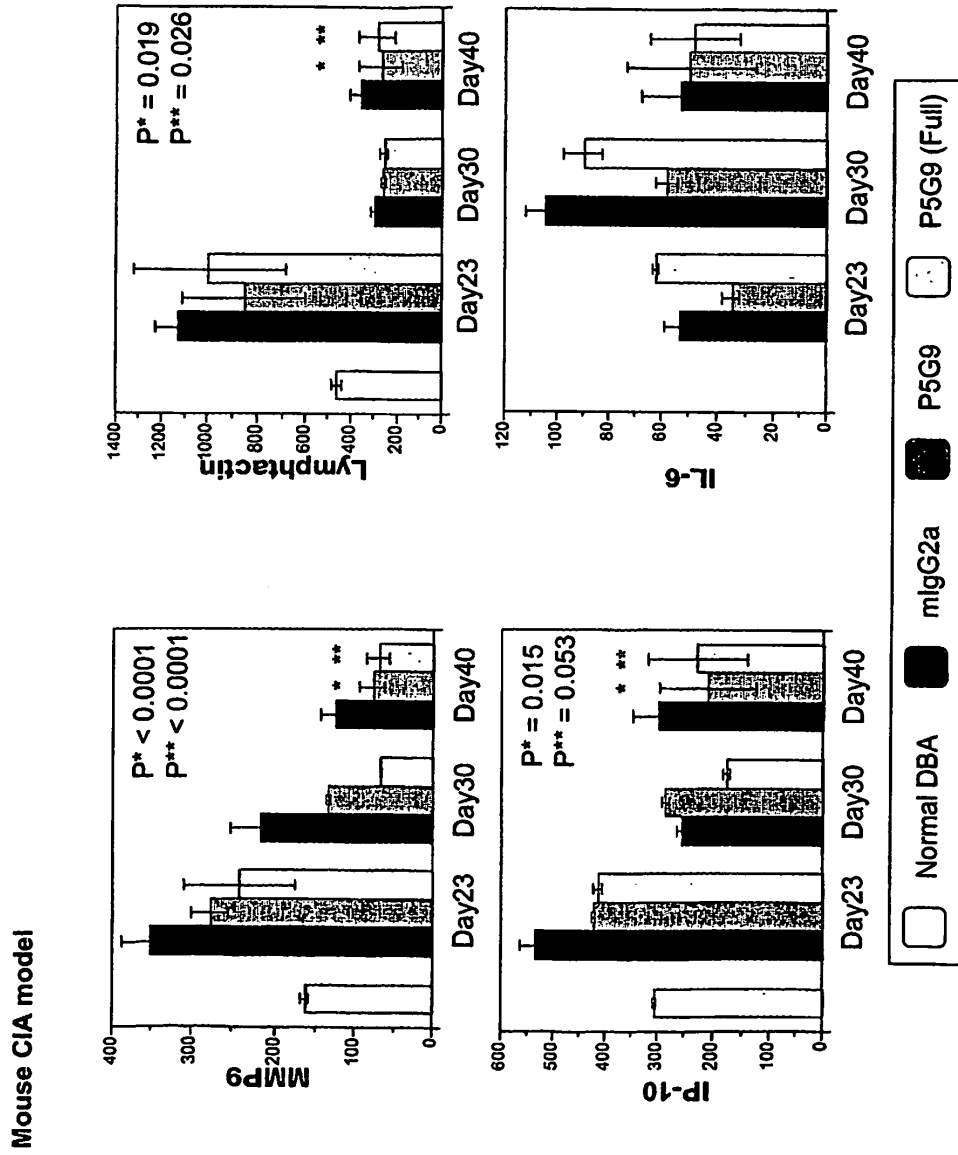 Mouse CIA model
MMP9
400
300
200
100
0
P* < 0.0001
P** < 0.0001
* **
Day23 Day30 Day40
Lymphtactin
1400
1200
1000
800
600
400
200
0
P* = 0.019
P** = 0.026
* **
Day23 Day30 Day40
IP-10
600
500
400
300
200
100
0
P* = 0.015
P** = 0.053
* **
Day23 Day30 Day40
IL-6
120
100
80
60
40
20
0
Day23 Day30 Day40
Normal DBA mIgG2a P5G9 P5G9 (Full)